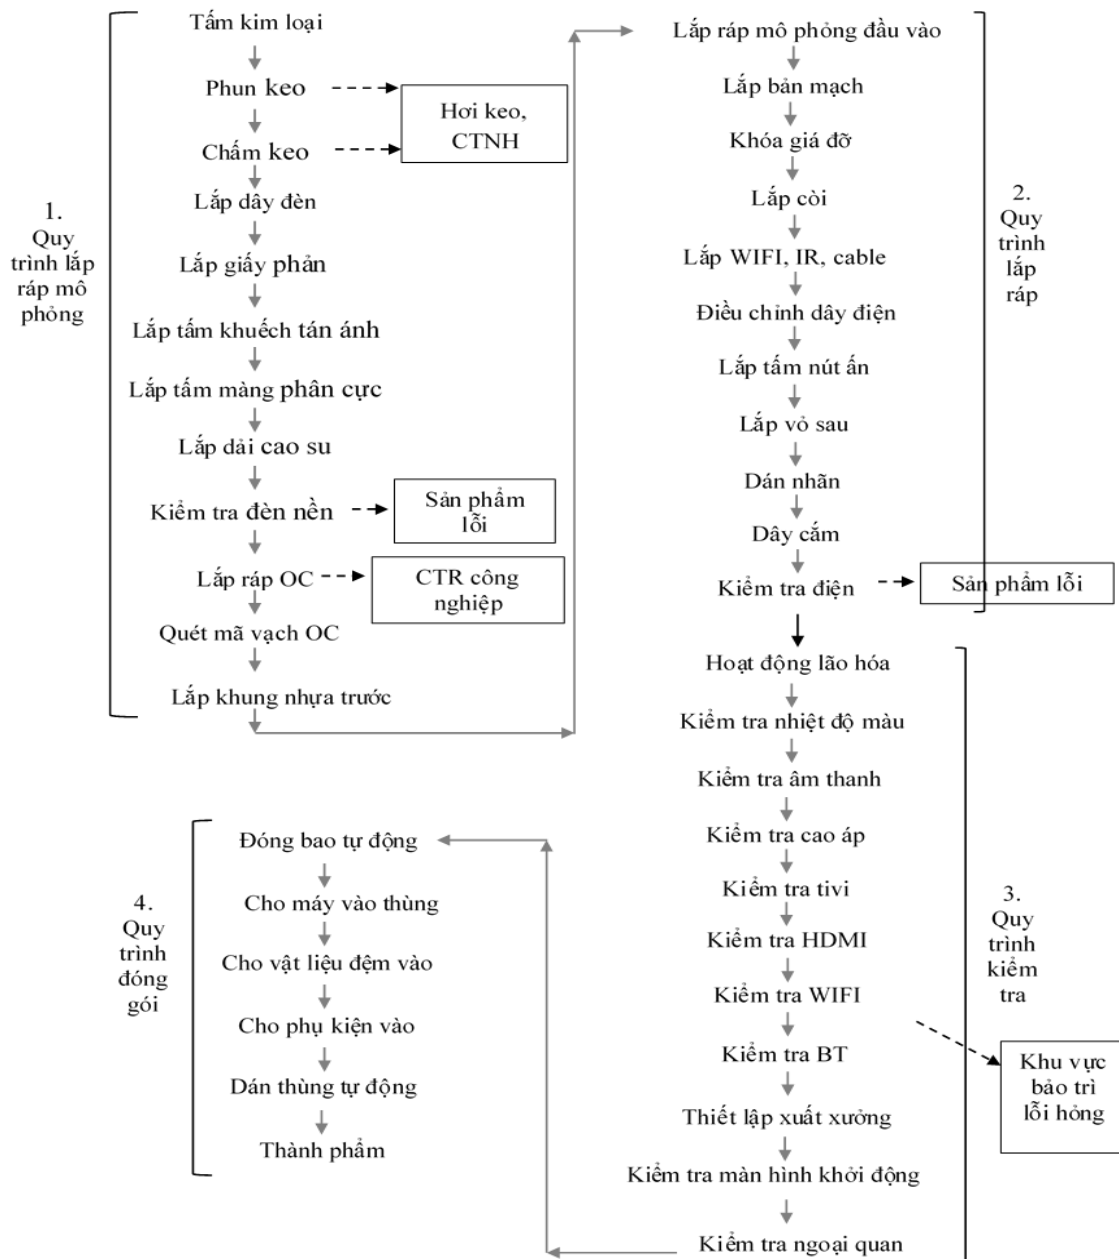 1.
Quy
trình lắp
ráp mô
phỏng
Tấm kim loại
Phun keo
Hơi keo,
CTNH
Chấm keo
Lắp dây đèn
Lắp giấy phản
Lắp tấm khuếch tán ánh
Lắp tấm màng phân cực
Lắp dải cao su
Kiểm tra đèn nền
Sản phẩm
lỗi
Lắp ráp OC
CTR công
nghiệp
Quét mã vạch OC
Lắp khung nhựa trước
2.
Quy
trình
lắp
ráp
Lắp ráp mô phỏng đầu vào
Lắp bản mạch
Khóa giá đỡ
Lắp còi
Lắp WIFI, IR, cable
Điều chỉnh dây điện
Lắp tấm nút ấn
Lắp vỏ sau
Dán nhãn
Dây cắm
Kiểm tra điện
Sản phẩm lỗi
3.
Quy
trình
kiểm
tra
Hoạt động lão hóa
Kiểm tra nhiệt độ màu
Kiểm tra âm thanh
Kiểm tra cao áp
Kiểm tra tivi
Kiểm tra HDMI
Kiểm tra WIFI
Kiểm tra BT
Khu vực
bảo trì
lỗi hỏng
Thiết lập xuất xưởng
Kiểm tra màn hình khởi động
Kiểm tra ngoại quan
4.
Quy
trình
đóng
gói
Đóng bao tự động
Cho máy vào thùng
Cho vật liệu đệm vào
Cho phụ kiện vào
Dán thùng tự động
Thành phẩm